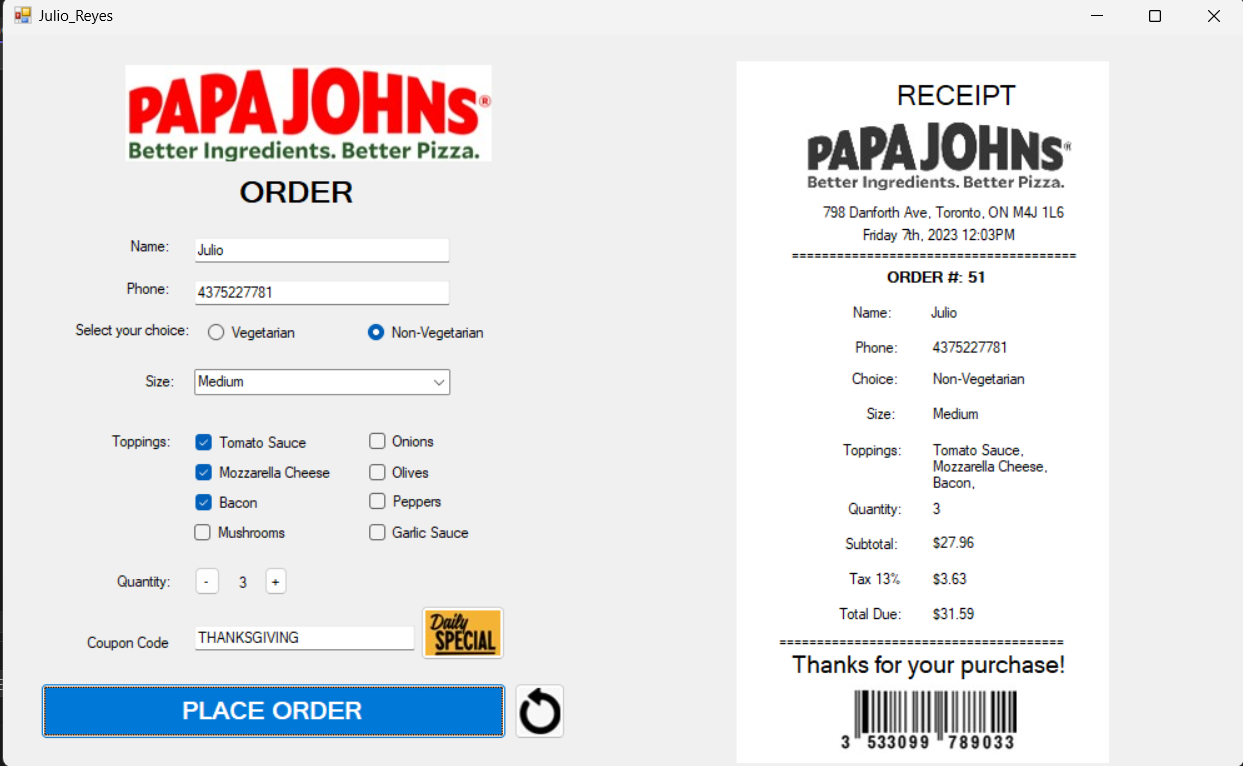 Julio_Reyes
PAPA JOHNS®
Better Ingredients. Better Pizza.
ORDER
Name: Julio
Phone: 4375227781
Select your choice: Vegetarian Non-Vegetarian
Size: Medium
Toppings: Tomato Sauce Onions
Mozzarella Cheese Olives
Bacon Peppers
Mushrooms Garlic Sauce
Quantity: - 3 +
Coupon Code THANKSGIVING
Daily
SPECIAL
PLACE ORDER
RECEIPT
PAPA JOHNS®
Better Ingredients. Better Pizza.
798 Danforth Ave, Toronto, ON M4J 1L6
Friday 7th, 2023 12:03PM
======================================
ORDER #: 51
Name: Julio
Phone: 4375227781
Choice: Non-Vegetarian
Size: Medium
Toppings: Tomato Sauce,
Mozzarella Cheese,
Bacon,
Quantity: 3
Subtotal: $27.96
Tax 13% $3.63
Total Due: $31.59
======================================
Thanks for your purchase!
3 533099 789033